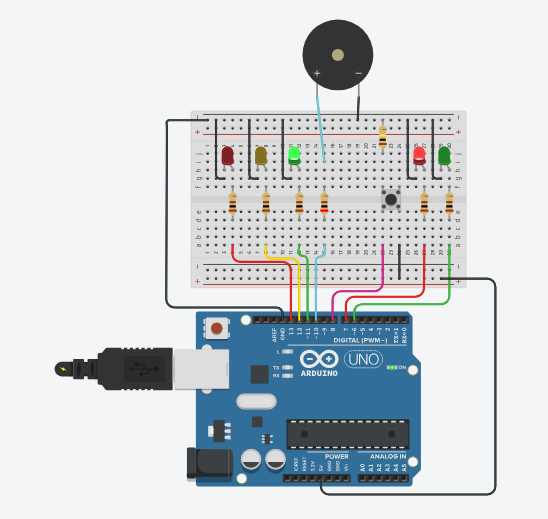 + −
a b c d e
f g h i j
AREF
GND
13
12
~11
~10
~9
8
7
~6
~5
4
~3
2
TX→1
RX←0
DIGITAL (PWM~)
L
TX
RX
ARDUINO
UNO
ON
IOREF
RESET
3.3V
5V
GND
GND
Vin
POWER
ANALOG IN
A0
A1
A2
A3
A4
A5